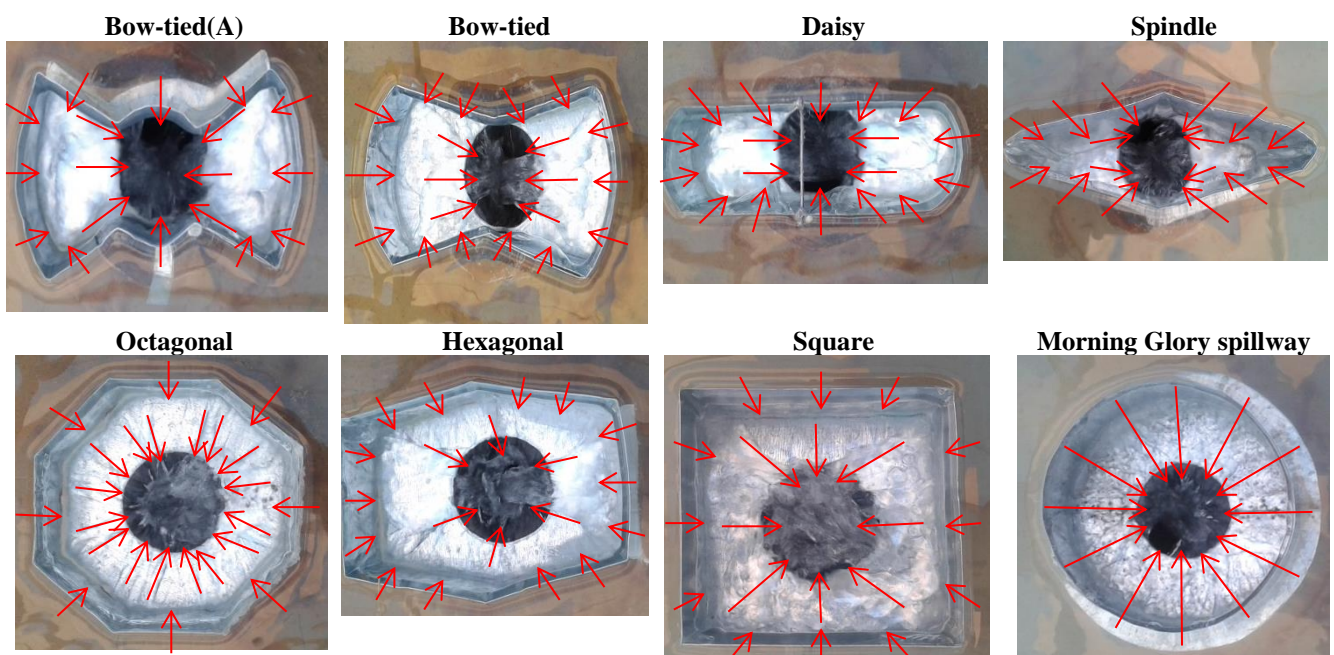 Bow-tied(A)
Bow-tied
Daisy
Spindle
Octagonal
Hexagonal
Square
Morning Glory spillway